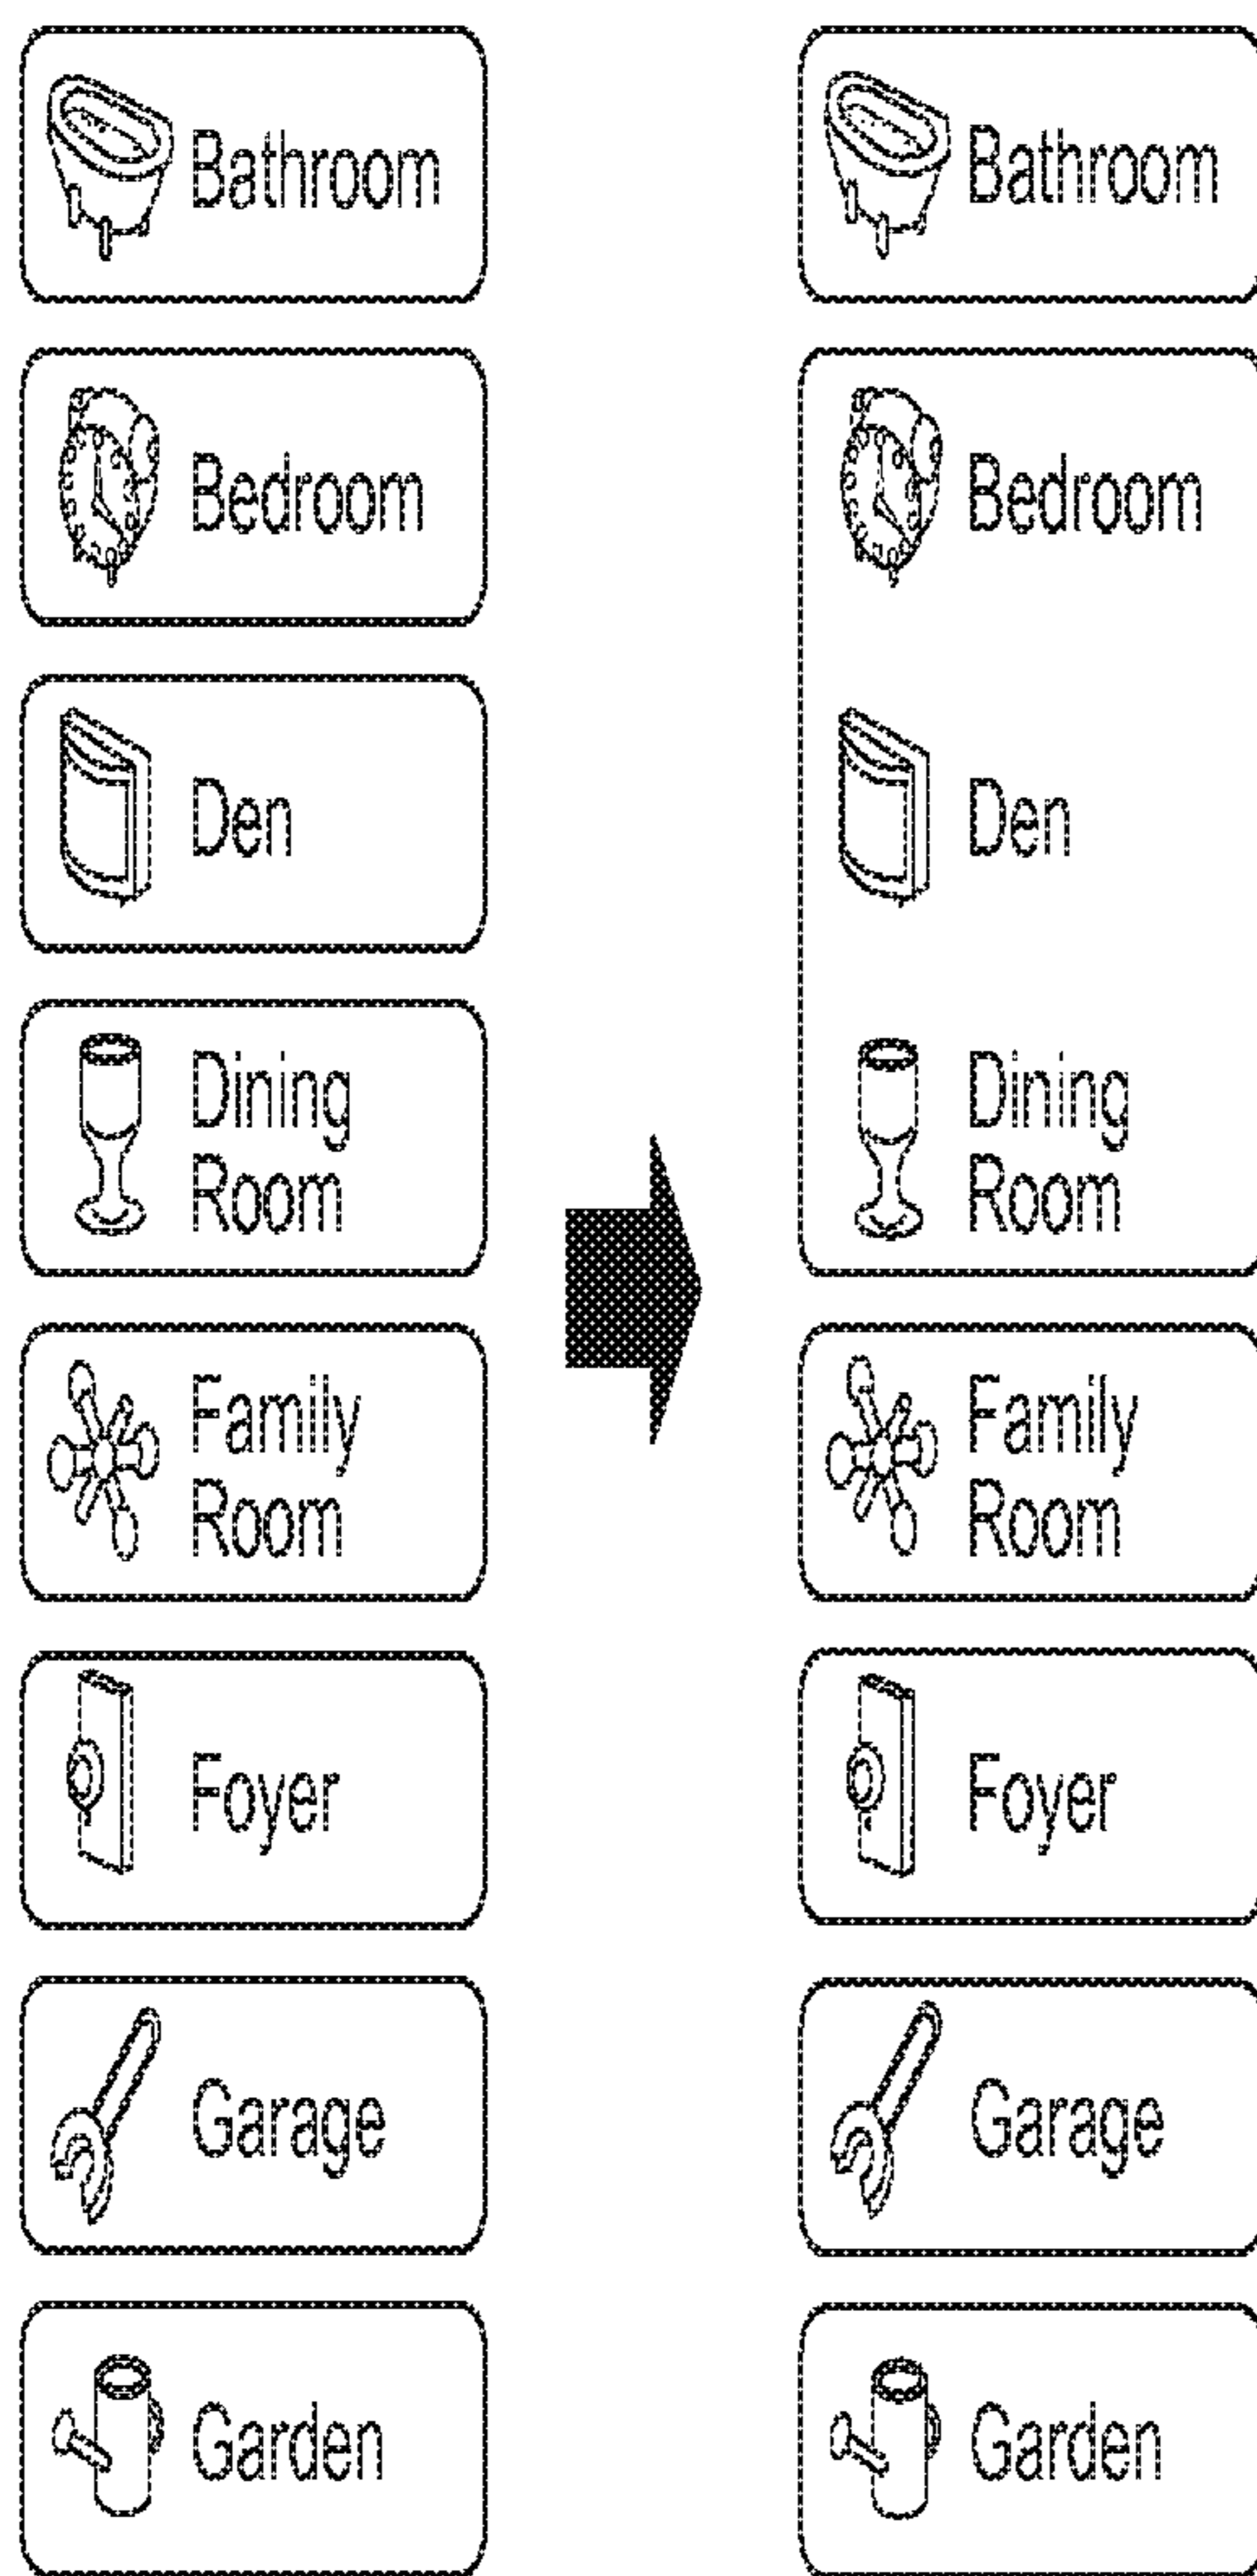 Bathroom
Bedroom
Den
Dining
Room
Family
Room
Foyer
Garage
Garden
Bathroom
Bedroom
Den
Dining
Room
Family
Room
Foyer
Garage
Garden